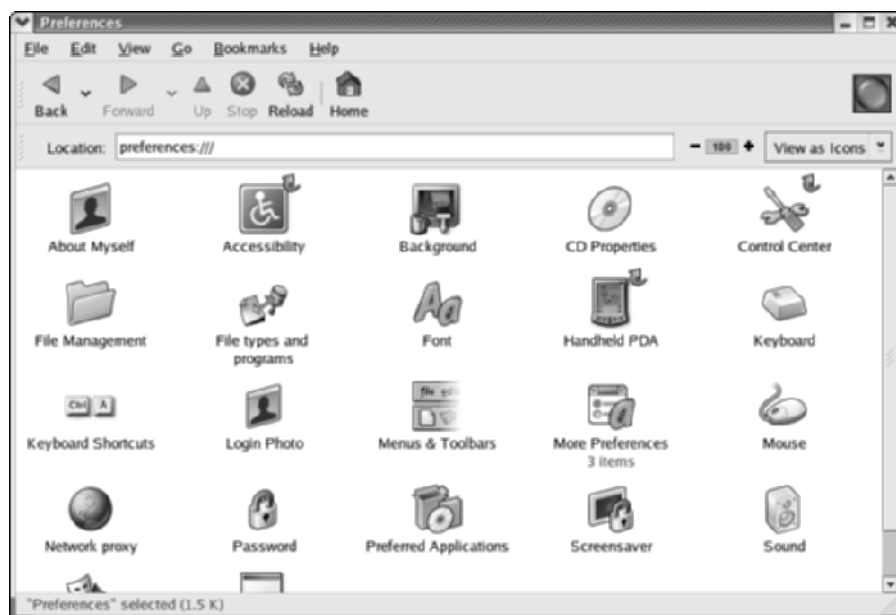 Preferences
File Edit View Go Bookmarks Help
Back Forward Up Stop Reload Home
Location: preferences:/// 100 View as Icons
About Myself Accessibility Background CD Properties Control Center
File Management File types and programs Font Handheld PDA Keyboard
Ctrl A file edi
Keyboard Shortcuts Login Photo Menus & Toolbars More Preferences Mouse
3 items
Network proxy Password Preferred Applications Screensaver Sound
"Preferences" selected (1.5 K)